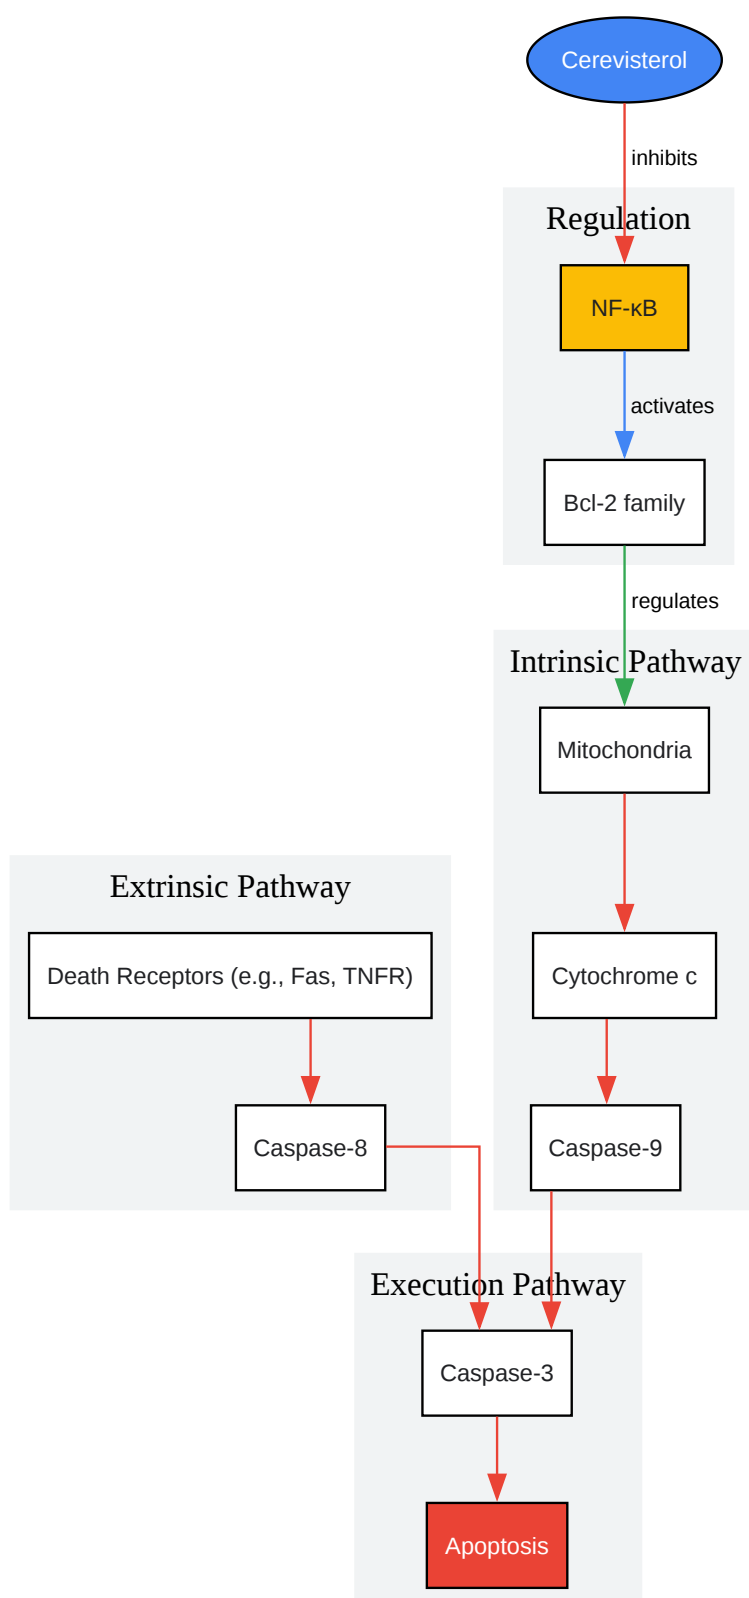 Cerevisterol
inhibits
Regulation
NF-κB
activates
Bcl-2 family
regulates
Intrinsic Pathway
Mitochondria
Extrinsic Pathway
Death Receptors (e.g., Fas, TNFR)
Cytochrome c
Caspase-8
Caspase-9
Execution Pathway
Caspase-3
Apoptosis